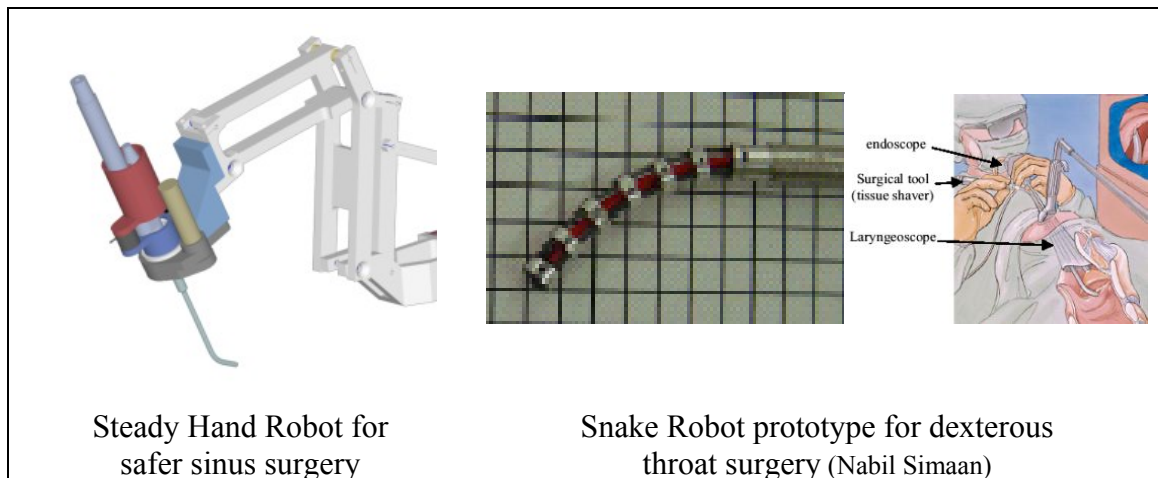 endoscope
Surgical tool
(tissue shaver)
Laryngeoscope
Steady Hand Robot for
safer sinus surgery
Snake Robot prototype for dexterous
throat surgery (Nabil Simaan)